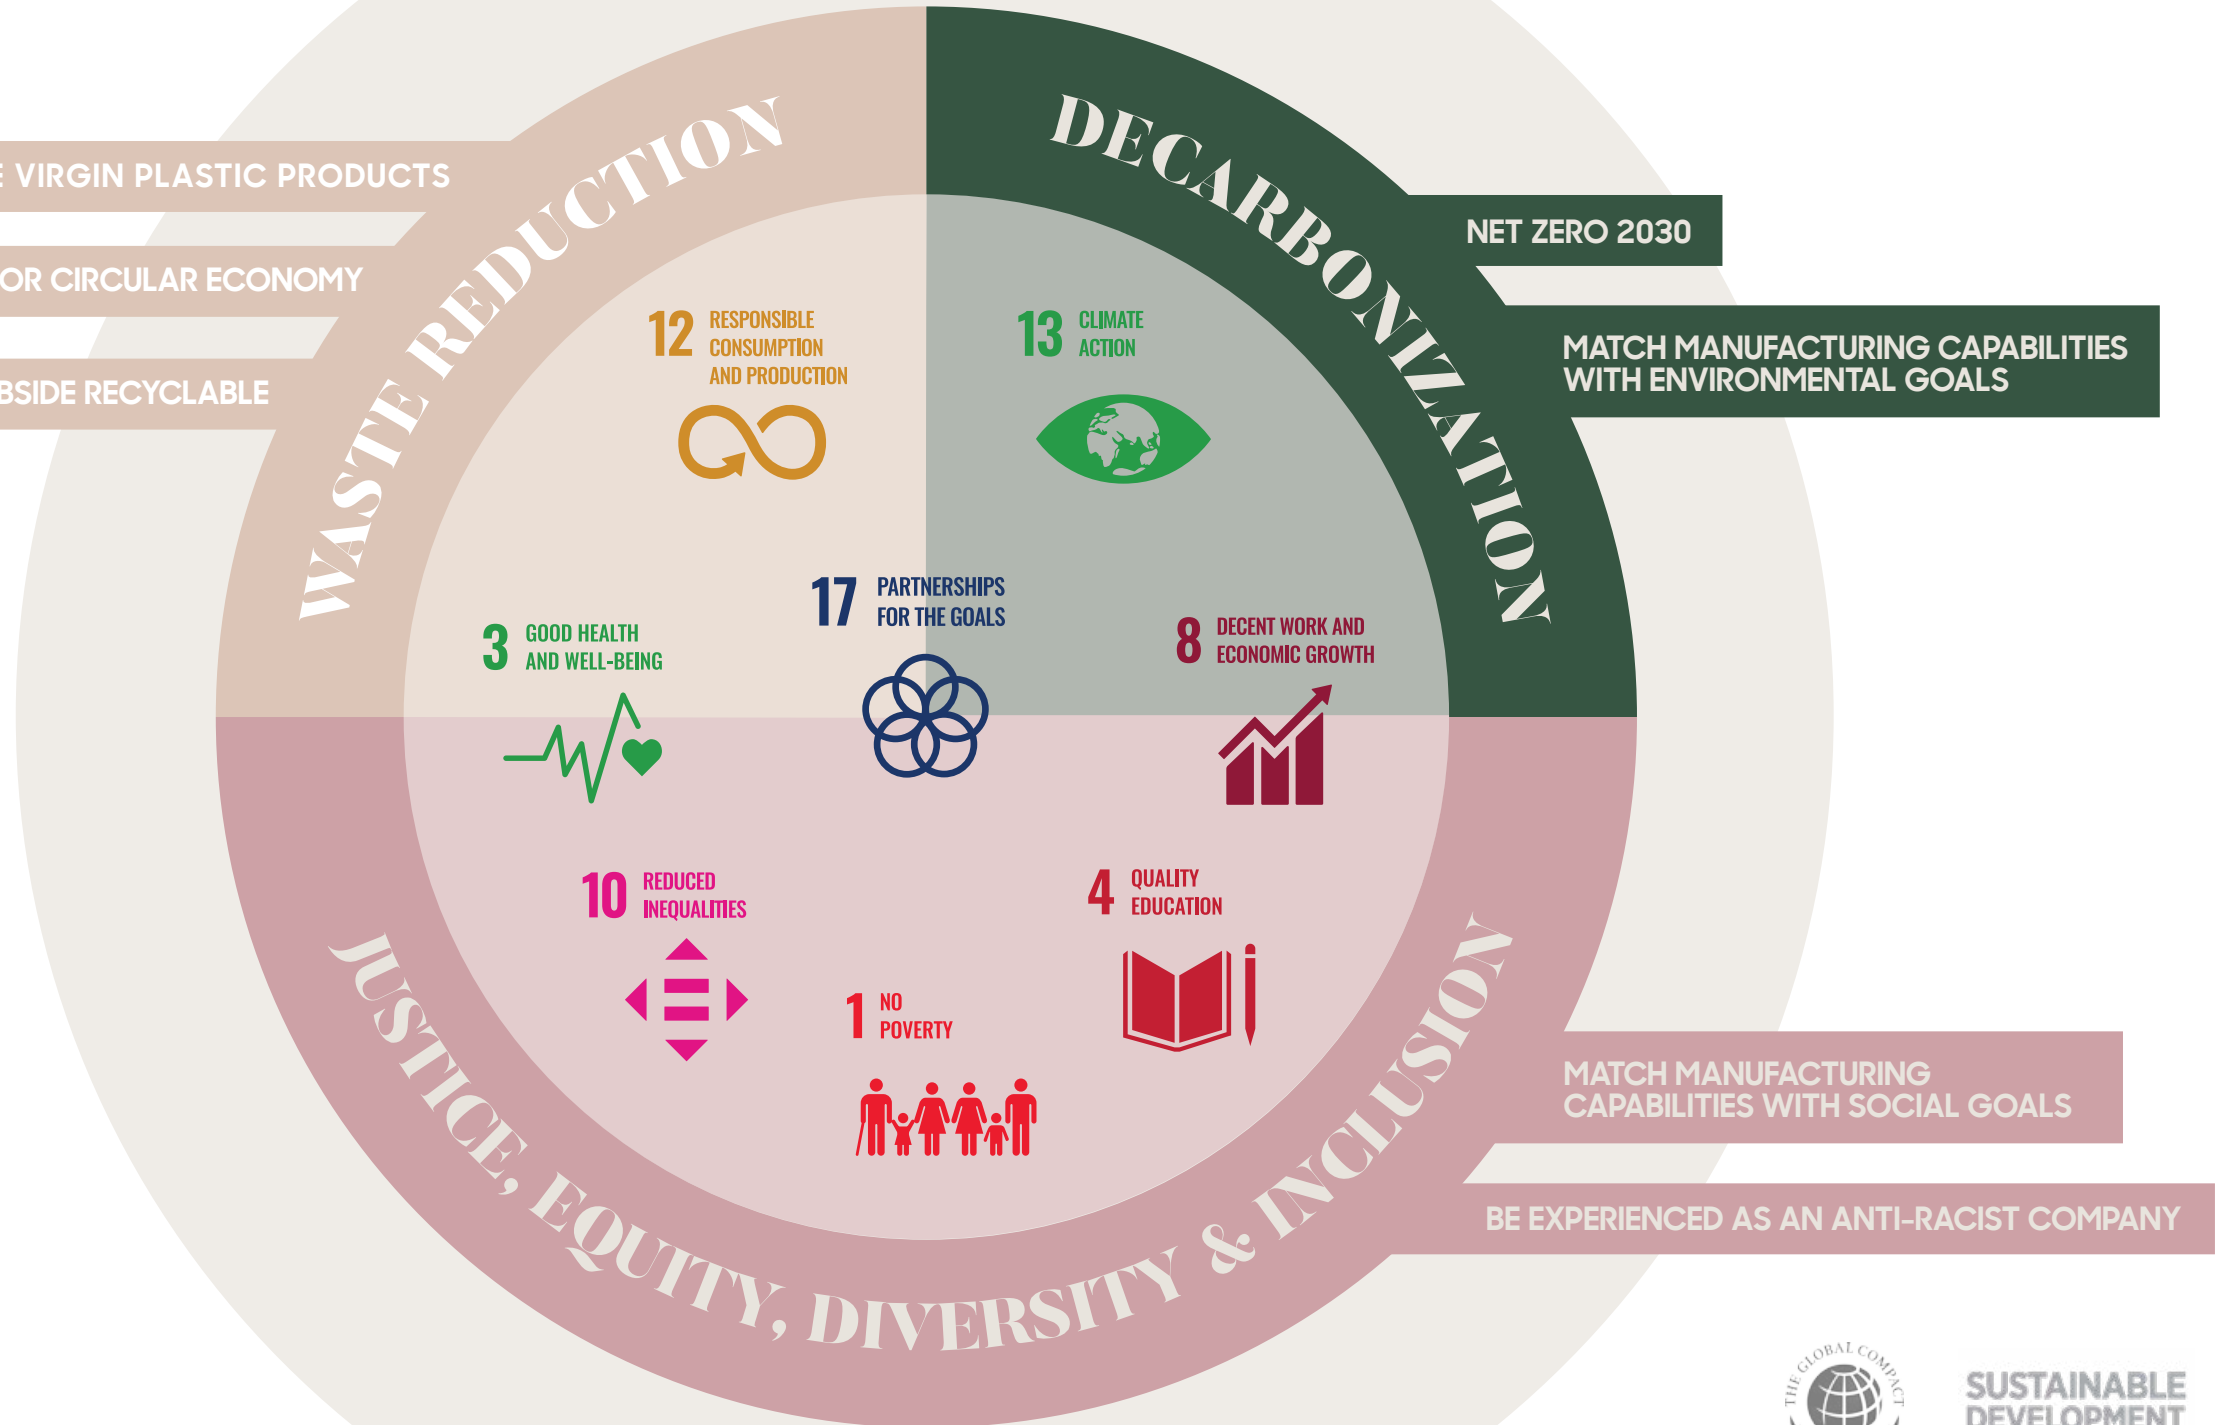 WASTE REDUCTION
DECARBONIZATION
VIRGIN PLASTIC PRODUCTS
OR CIRCULAR ECONOMY
RECYCLABLE
NET ZERO 2030
MATCH MANUFACTURING CAPABILITIES
WITH ENVIRONMENTAL GOALS
12 RESPONSIBLE
CONSUMPTION
AND PRODUCTION
13 CLIMATE
ACTION
17 PARTNERSHIPS
FOR THE GOALS
3 GOOD HEALTH
AND WELL-BEING
8 DECENT WORK AND
ECONOMIC GROWTH
10 REDUCED
INEQUALITIES
4 QUALITY
EDUCATION
1 NO
POVERTY
JUSTICE, EQUITY, DIVERSITY & INCLUSION
MATCH MANUFACTURING
CAPABILITIES WITH SOCIAL GOALS
BE EXPERIENCED AS AN ANTI-RACIST COMPANY
THE GLOBAL COMPACT
SUSTAINABLE
DEVELOPMENT